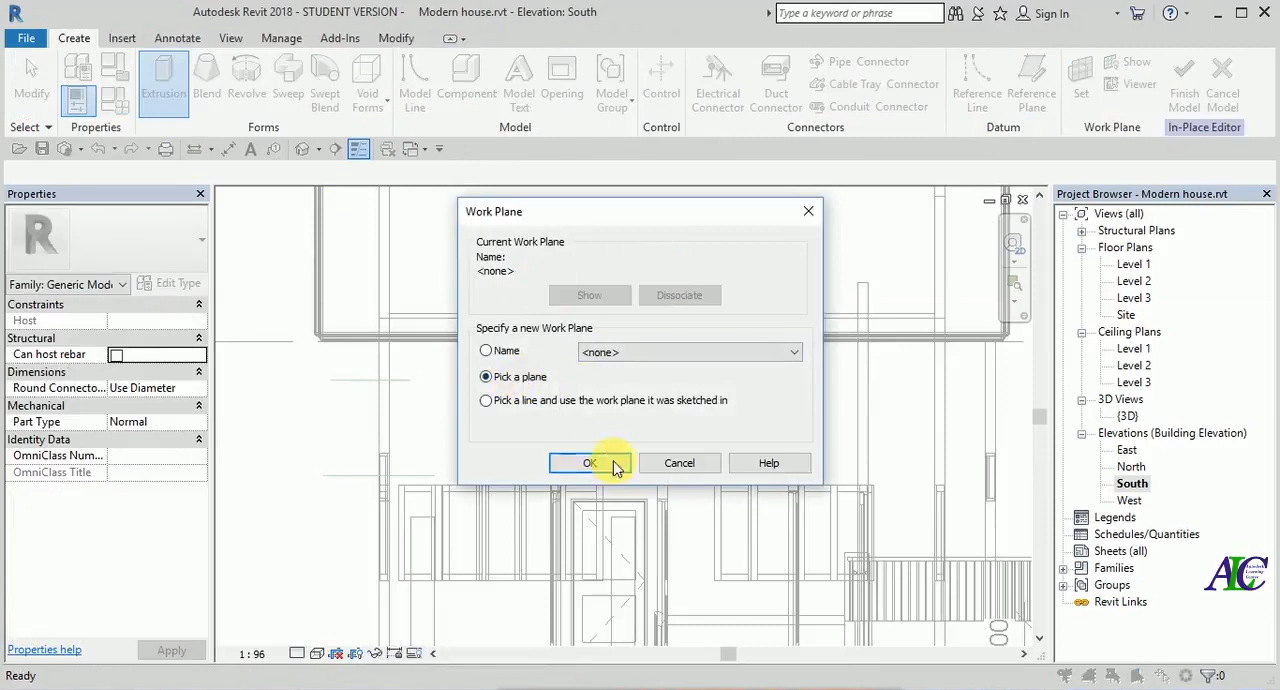 Autodesk Revit 2018 - STUDENT VERSION - Modern house.rvt - Elevation: South
Type a keyword or phrase
Sign In
File Create Insert Annotate View Manage Add-Ins Modify
Modify
Extrusion Blend Revolve Sweep Swept Blend Void Forms
Model Line Component Model Text Opening Model Group
Control
Electrical Connector Duct Connector
Pipe Connector
Cable Tray Connector
Conduit Connector
Reference Line Reference Plane
Set Show
Viewer
Finish Model Cancel Model
Select Properties Forms Model Control Connectors Datum Work Plane In-Place Editor
Properties
R
Family: Generic Mode
Edit Type
Constraints
Host
Structural
Can host rebar
Dimensions
Round Connecto... Use Diameter
Mechanical
Part Type Normal
Identity Data
OmniClass Num...
OmniClass Title
Properties help
Apply
Work Plane
Current Work Plane
Name:
<none>
Show
Dissociate
Specify a new Work Plane
Name
<none>
Pick a plane
Pick a line and use the work plane it was sketched in
OK
Cancel
Help
2D
1 : 96
Project Browser - Modern house.rvt
Views (all)
Structural Plans
Floor Plans
Level 1
Level 2
Level 3
Site
Ceiling Plans
Level 1
Level 2
Level 3
3D Views
{3D}
Elevations (Building Elevation)
East
North
South
West
Legends
Schedules/Quantities
Sheets (all)
Families
Groups
Revit Links
ALC
Autodesk
Learning
Center
Ready
:0